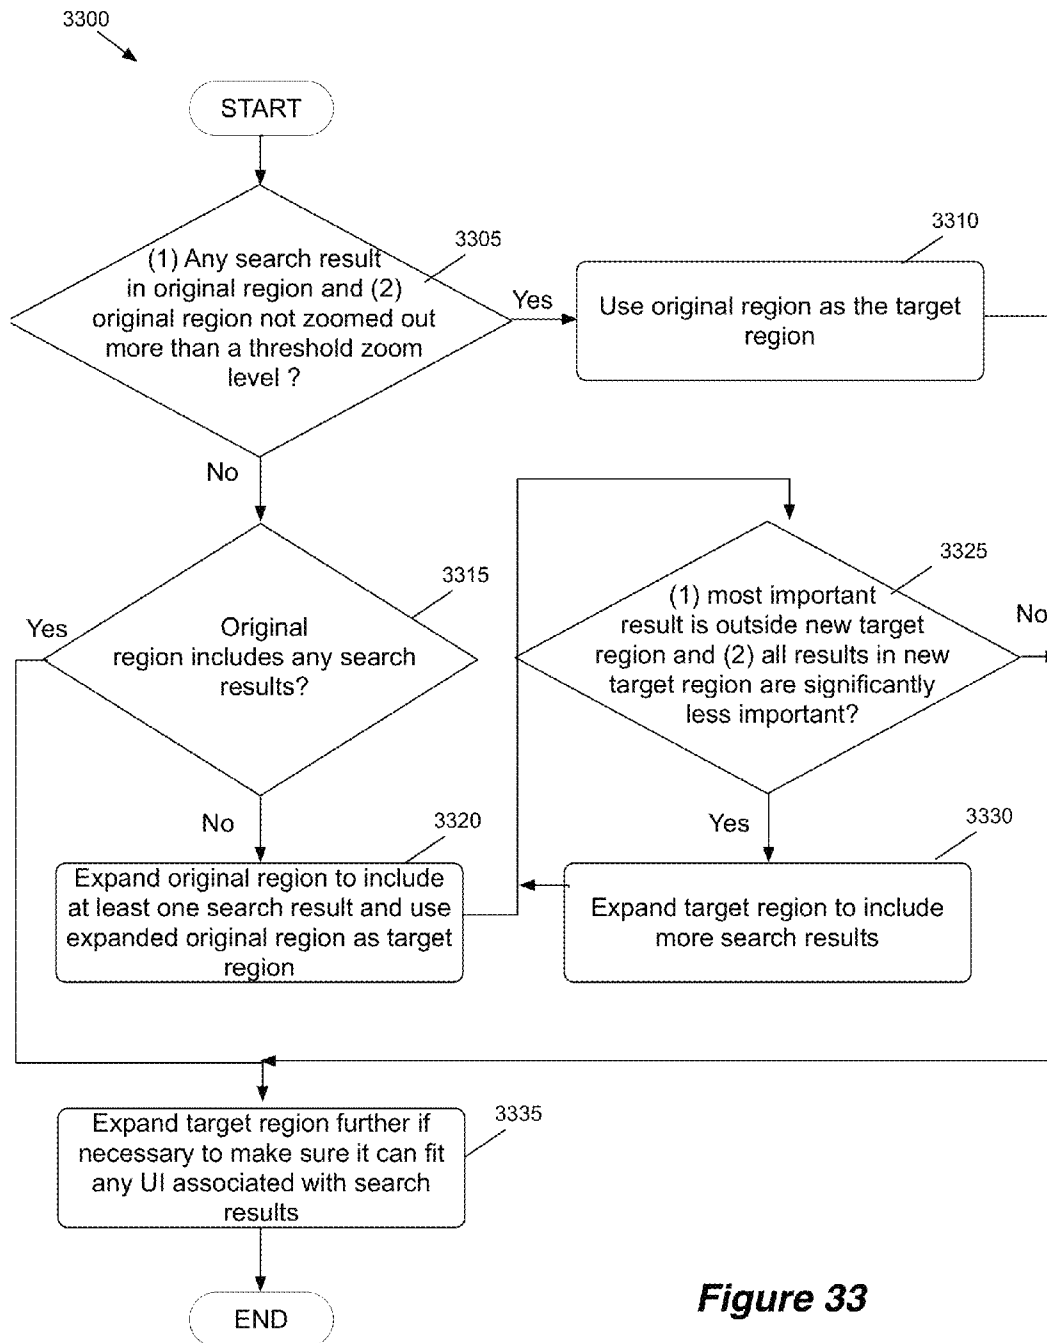 3300
START
3305
(1) Any search result
in original region and (2)
original region not zoomed out
more than a threshold zoom
level ?
Yes
3310
Use original region as the target
region
No
3315
Yes
Original
region includes any search
results?
3325
(1) most important
result is outside new target
region and (2) all results in new
target region are significantly
less important?
No
No
3320
Expand original region to include
at least one search result and use
expanded original region as target
region
Yes
3330
Expand target region to include
more search results
3335
Expand target region further if
necessary to make sure it can fit
any UI associated with search
results
END
Figure 33